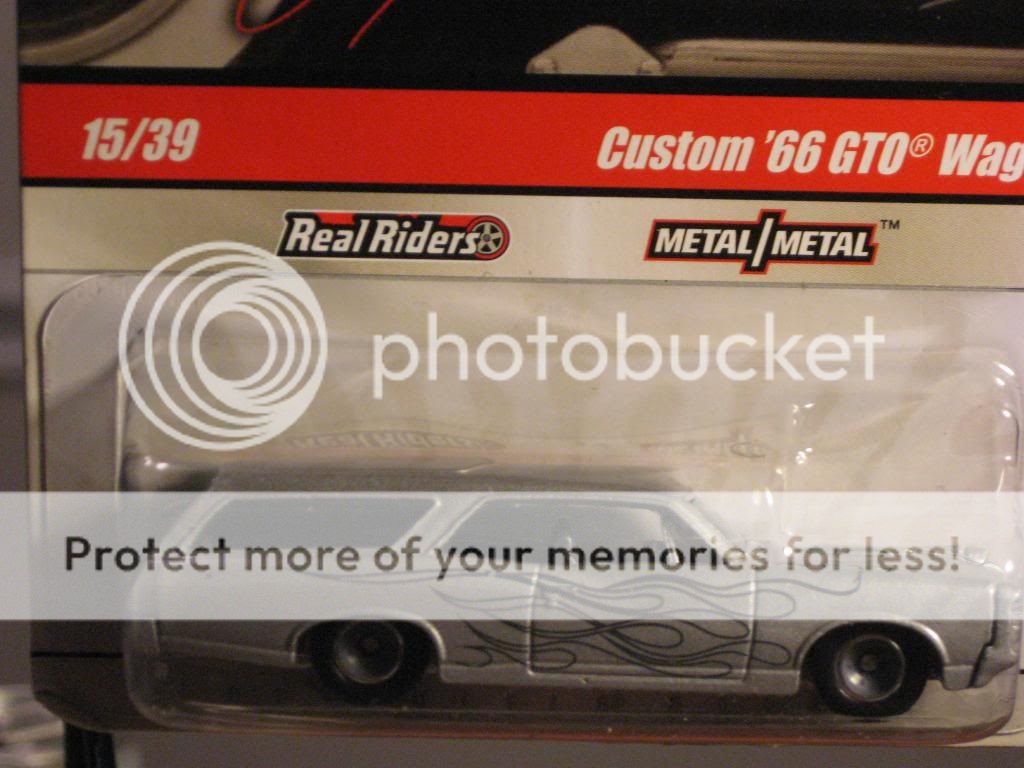 15/39
Custom '66 GTO® Wag
Real Riders
METAL/METAL™
photobucket
Protect more of your memories for less!